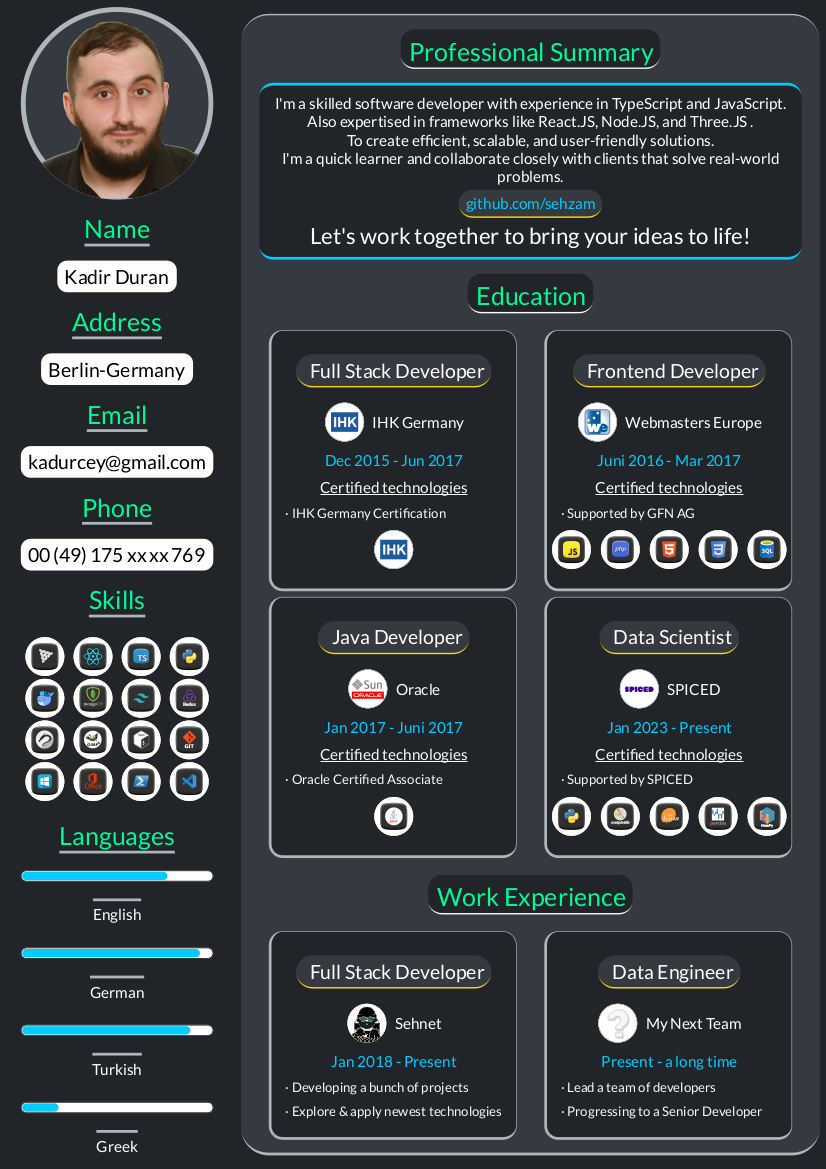 Name
Kadir Duran
Address
Berlin-Germany
Email
kadurcey@gmail.com
Phone
00 (49) 175 xx xx 769
Skills
TS
mongoDB
Redux
GIMP
GIT
Office
Languages
English
German
Turkish
Greek
Professional Summary
I'm a skilled software developer with experience in TypeScript and JavaScript.
Also expertised in frameworks like React.JS, Node.JS, and Three.JS .
To create efficient, scalable, and user-friendly solutions.
I'm a quick learner and collaborate closely with clients that solve real-world
problems.
github.com/sehzam
Let's work together to bring your ideas to life!
Education
Full Stack Developer
IHK IHK Germany
Dec 2015 - Jun 2017
Certified technologies
· IHK Germany Certification
IHK
Frontend Developer
we Webmasters Europe
Juni 2016 - Mar 2017
Certified technologies
· Supported by GFN AG
JS php 5 3 SQL
Java Developer
Sun ORACLE Oracle
Jan 2017 - Juni 2017
Certified technologies
· Oracle Certified Associate
Data Scientist
SPICED SPICED
Jan 2023 - Present
Certified technologies
· Supported by SPICED
matplotlib pandas NumPy
Work Experience
Full Stack Developer
Sehnet
Jan 2018 - Present
· Developing a bunch of projects
· Explore & apply newest technologies
Data Engineer
? My Next Team
Present - a long time
· Lead a team of developers
· Progressing to a Senior Developer